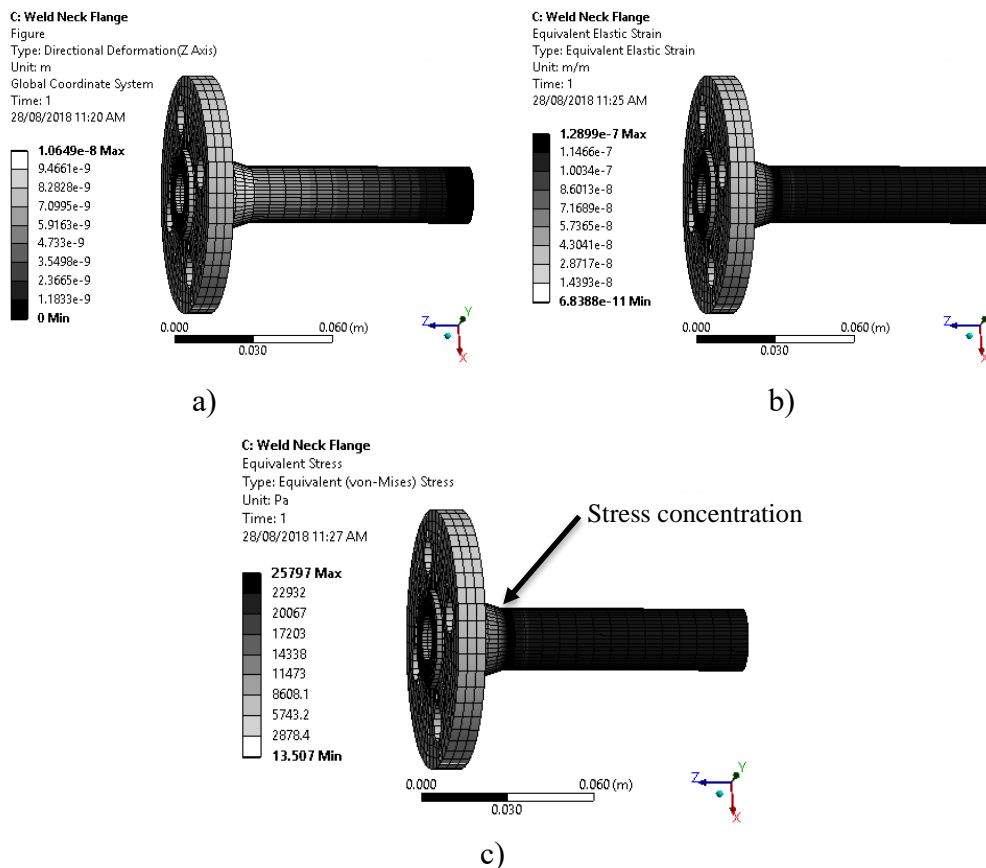 C: Weld Neck Flange
Figure
Type: Directional Deformation(Z Axis)
Unit: m
Global Coordinate System
Time: 1
28/08/2018 11:20 AM
1.0649e-8 Max
9.4661e-9
8.2828e-9
7.0995e-9
5.9163e-9
4.733e-9
3.5498e-9
2.3665e-9
1.1833e-9
0 Min
0.000
0.060 (m)
0.030
Z
Y
X
a)
C: Weld Neck Flange
Equivalent Elastic Strain
Type: Equivalent Elastic Strain
Unit: m/m
Time: 1
28/08/2018 11:25 AM
1.2899e-7 Max
1.1466e-7
1.0034e-7
8.6013e-8
7.1689e-8
5.7365e-8
4.3041e-8
2.8717e-8
1.4393e-8
6.8388e-11 Min
0.000
0.060 (m)
0.030
Z
X
b)
C: Weld Neck Flange
Equivalent Stress
Type: Equivalent (von-Mises) Stress
Unit: Pa
Time: 1
28/08/2018 11:27 AM
Stress concentration
25797 Max
22932
20067
17203
14338
11473
8608.1
5743.2
2878.4
13.507 Min
0.000
0.060 (m)
0.030
Z
Y
X
c)